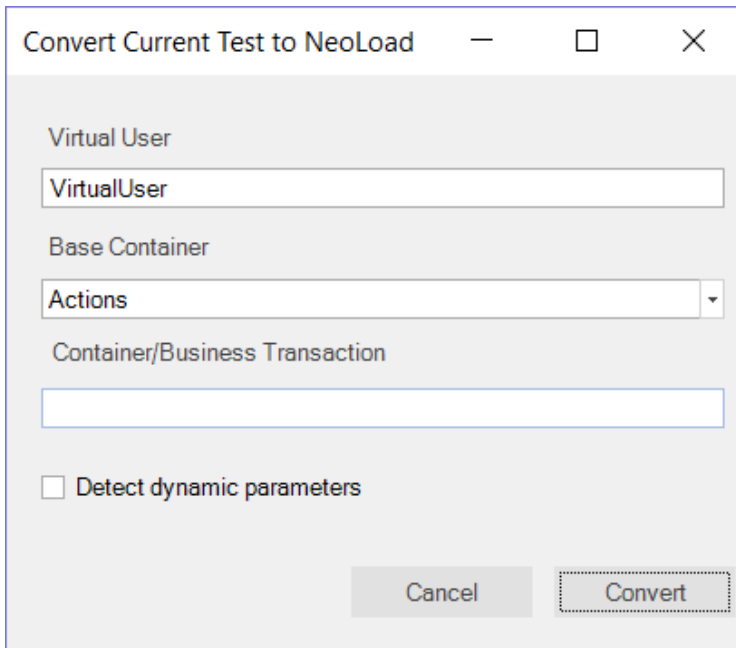 Convert Current Test to NeoLoad
Virtual User
VirtualUser
Base Container
Actions
Container/Business Transaction
Detect dynamic parameters
Cancel Convert